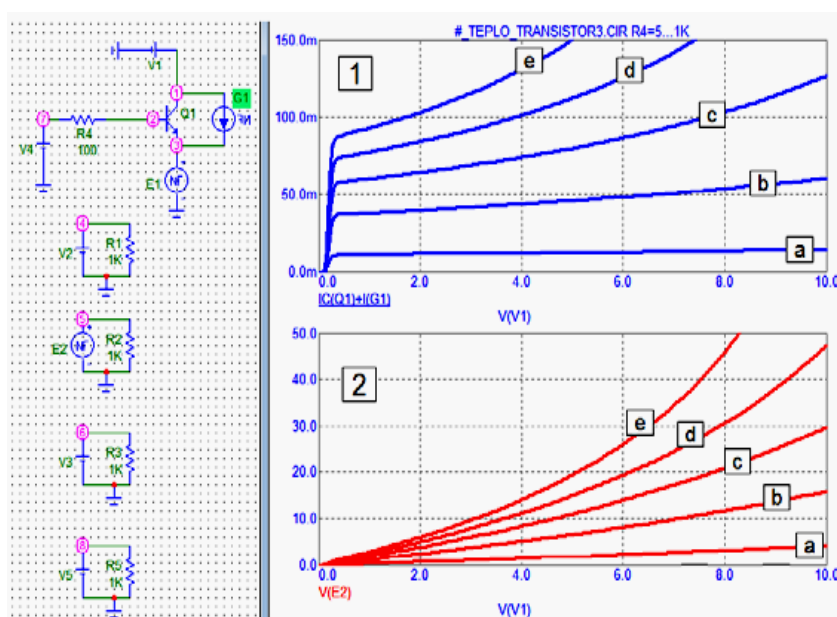 V1
1
G1
7
2
Q1
R4
100
3
V4
E1
NF
4
V2
R1
1K
5
E2
NF
R2
1K
6
V3
R3
1K
8
V5
R5
1K
#_TEPLO_TRANSISTOR3.CIR R4=5...1K
150.0m
1
e
d
c
100.0m
b
50.0m
a
0.0m
0.0 2.0 4.0 6.0 8.0 10.0
IC(Q1)+I(G1)
V(V1)
50.0
2
e
d
40.0
c
30.0
b
20.0
a
10.0
0.0
0.0 2.0 4.0 6.0 8.0 10.0
V(E2)
V(V1)